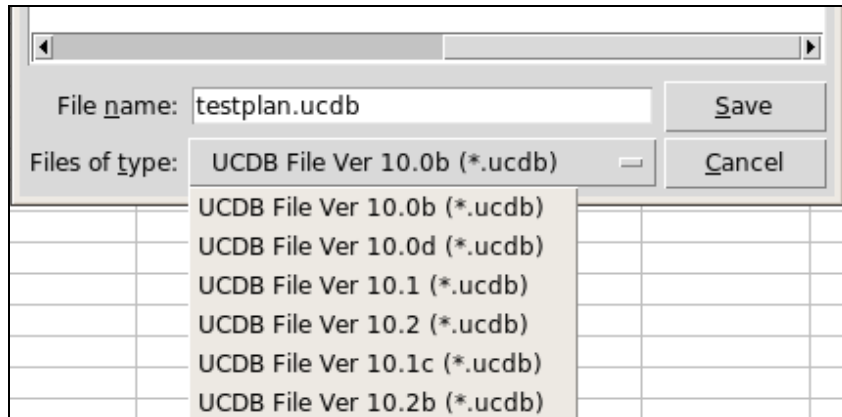 File name: testplan.ucdb Save
Files of type: UCDB File Ver 10.0b (*.ucdb) Cancel
UCDB File Ver 10.0b (*.ucdb)
UCDB File Ver 10.0d (*.ucdb)
UCDB File Ver 10.1 (*.ucdb)
UCDB File Ver 10.2 (*.ucdb)
UCDB File Ver 10.1c (*.ucdb)
UCDB File Ver 10.2b (*.ucdb)